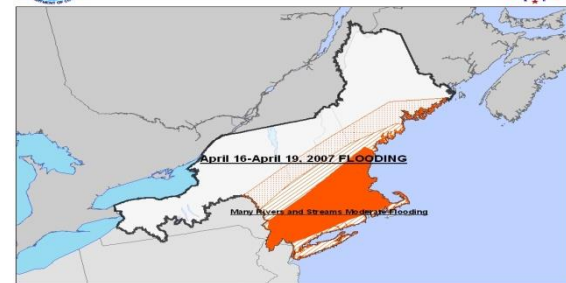 April 16-April 19, 2007 FLOODING
Many Rivers and Streams Moderate Flooding